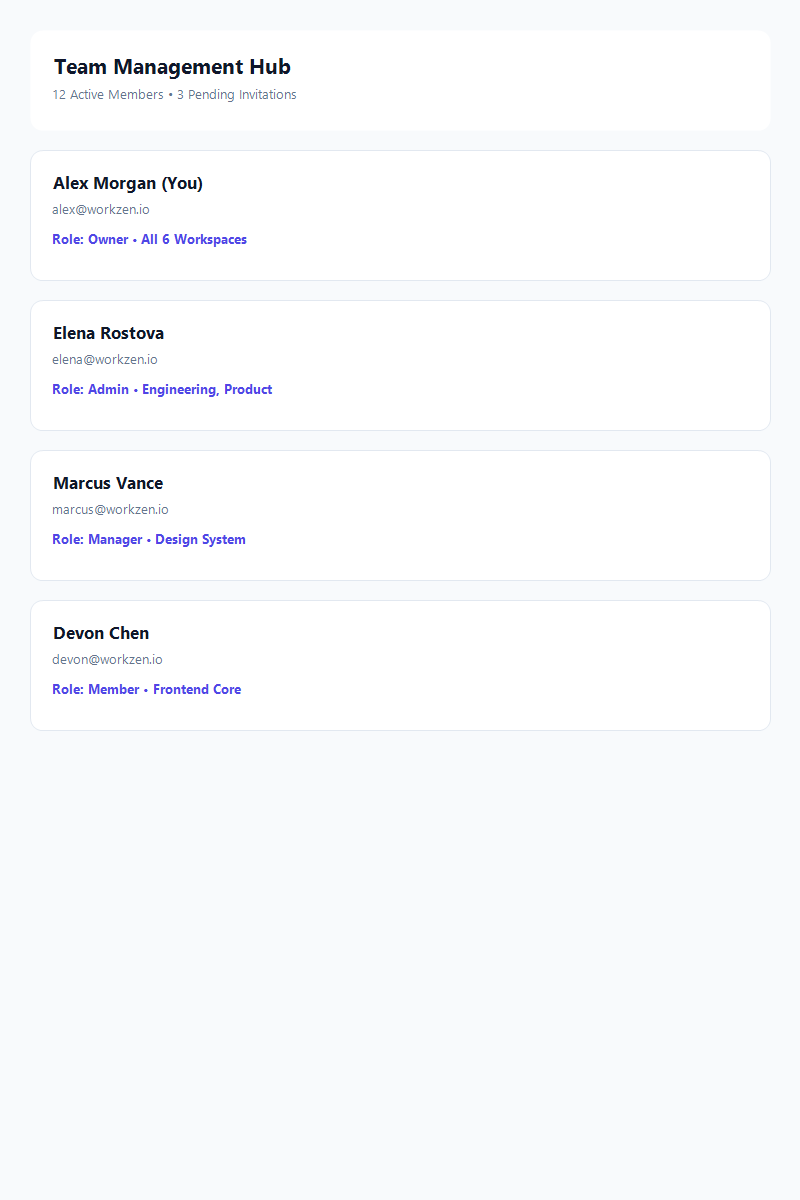 Team Management Hub
12 Active Members • 3 Pending Invitations
Alex Morgan (You)
alex@workzen.io
Role: Owner • All 6 Workspaces
Elena Rostova
elena@workzen.io
Role: Admin • Engineering, Product
Marcus Vance
marcus@workzen.io
Role: Manager • Design System
Devon Chen
devon@workzen.io
Role: Member • Frontend Core